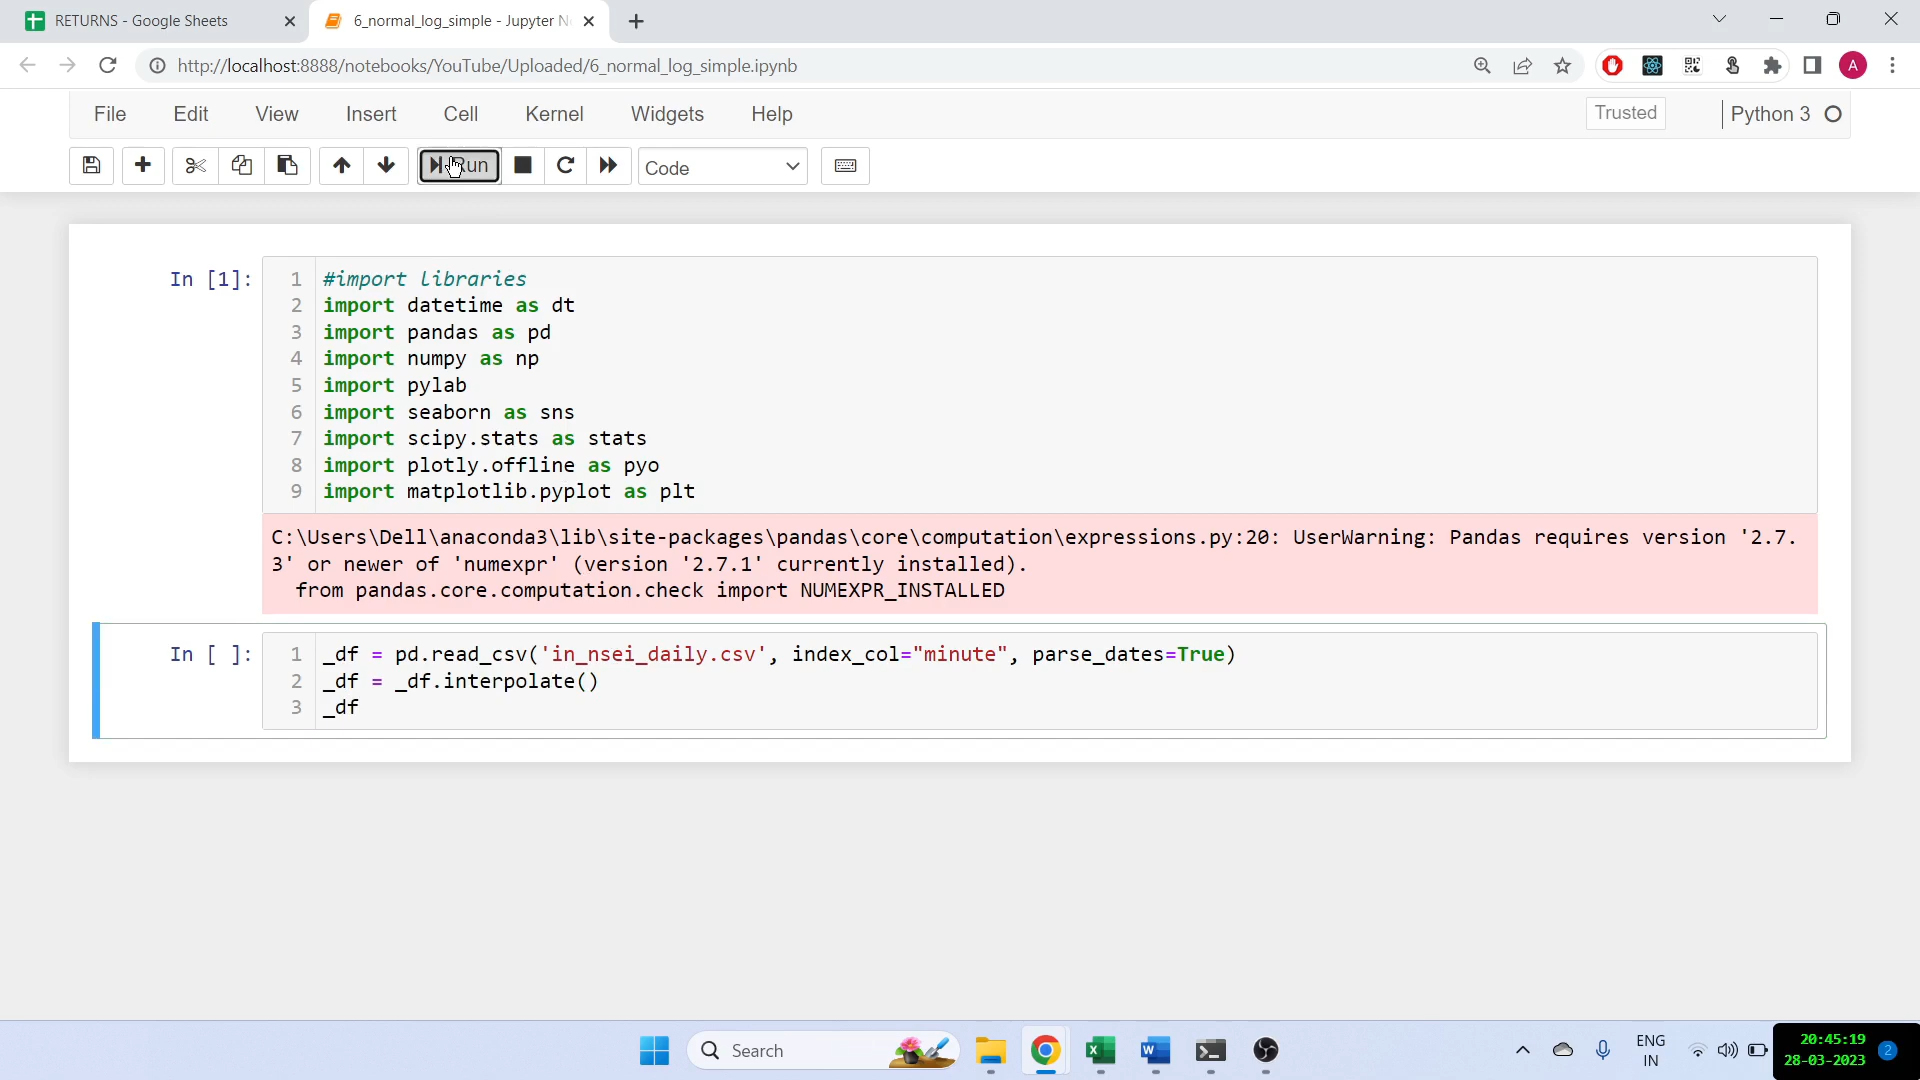 RETURNS - Google Sheets
6_normal_log_simple - Jupyter N
http://localhost:8888/notebooks/YouTube/Uploaded/6_normal_log_simple.ipynb
A
File Edit View Insert Cell Kernel Widgets Help
Trusted
Python 3
Run
Code
In [1]:
1 #import libraries
2 import datetime as dt
3 import pandas as pd
4 import numpy as np
5 import pylab
6 import seaborn as sns
7 import scipy.stats as stats
8 import plotly.offline as pyo
9 import matplotlib.pyplot as plt
C:\Users\Dell\anaconda3\lib\site-packages\pandas\core\computation\expressions.py:20: UserWarning: Pandas requires version '2.7.
3' or newer of 'numexpr' (version '2.7.1' currently installed).
from pandas.core.computation.check import NUMEXPR_INSTALLED
In [ ]:
1 _df = pd.read_csv('in_nsei_daily.csv', index_col="minute", parse_dates=True)
2 _df = _df.interpolate()
3 _df
Search
ENG
IN
20:45:19
28-03-2023
2